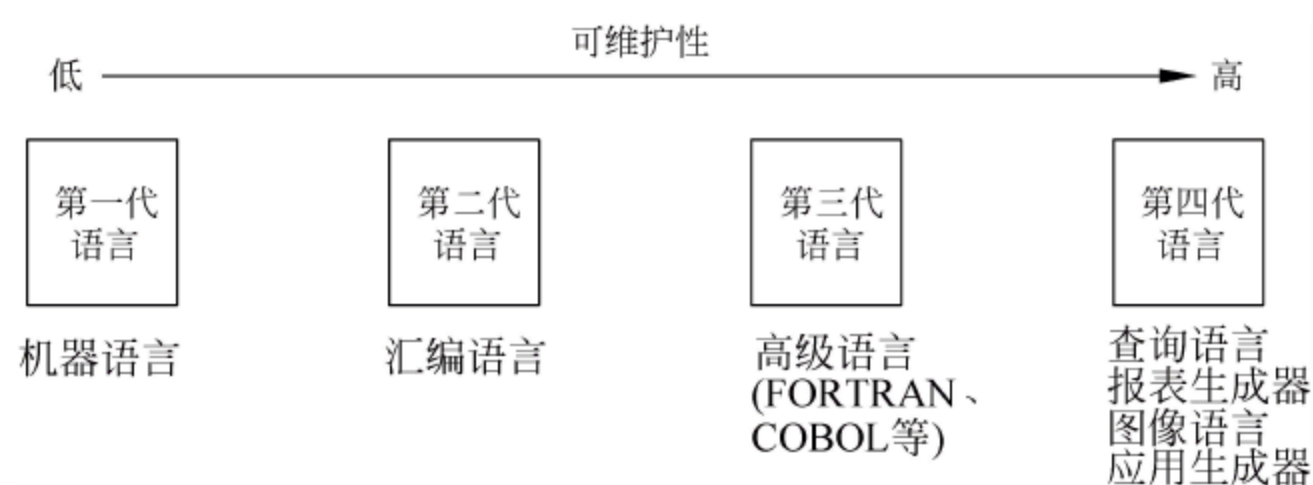 可维护性
低
高
第一代
语言
第二代
语言
第三代
语言
第四代
语言
机器语言
汇编语言
高级语言
(FORTRAN、
COBOL等)
查询语言
报表生成器
图像语言
应用生成器